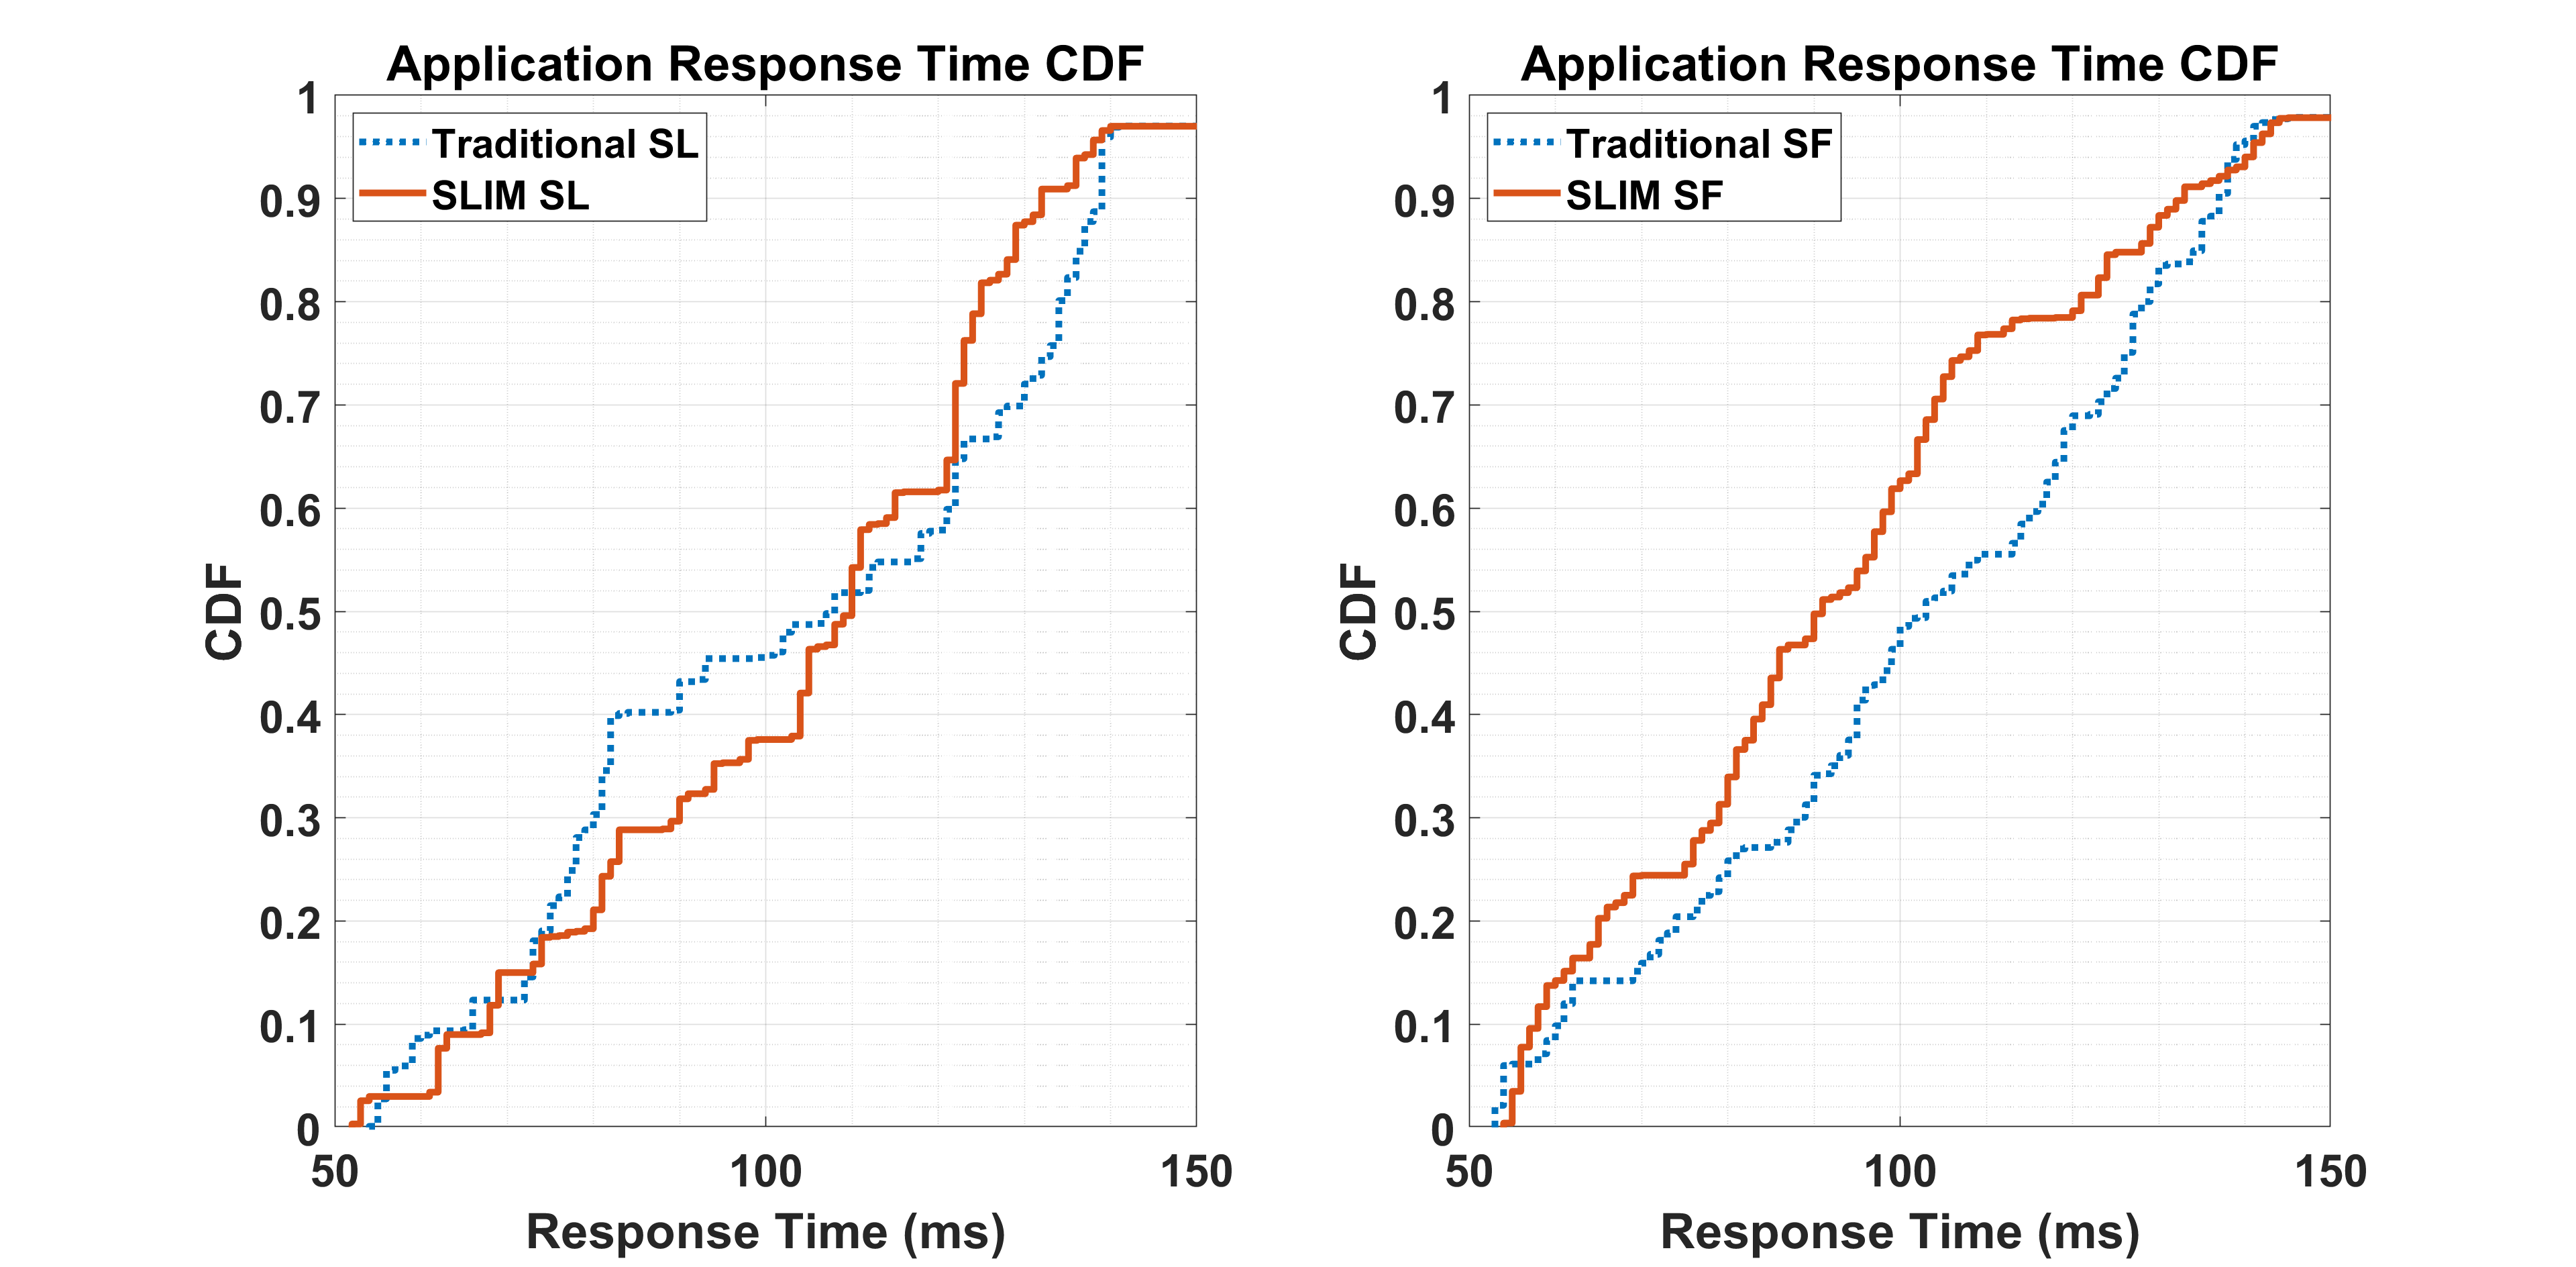 Application Response Time CDF
1
0.9
0.8
0.7
0.6
0.5
0.4
0.3
0.2
0.1
0
CDF
Traditional SL
SLIM SL
50 100 150
Response Time (ms)
Application Response Time CDF
1
0.9
0.8
0.7
0.6
0.5
0.4
0.3
0.2
0.1
0
CDF
Traditional SF
SLIM SF
50 100 150
Response Time (ms)